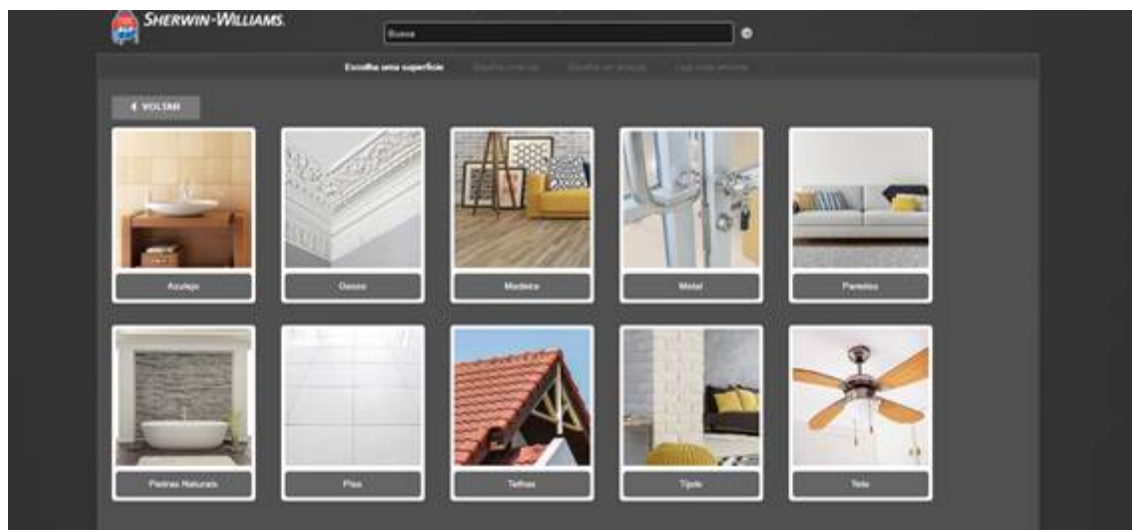 SHERWIN-WILLIAMS.
Busca
Escolha uma superfície
VOLTAR
Azulejo
Gesso
Madeira
Metal
Paredes
Pedras Naturais
Piso
Telhas
Tijolo
Teto